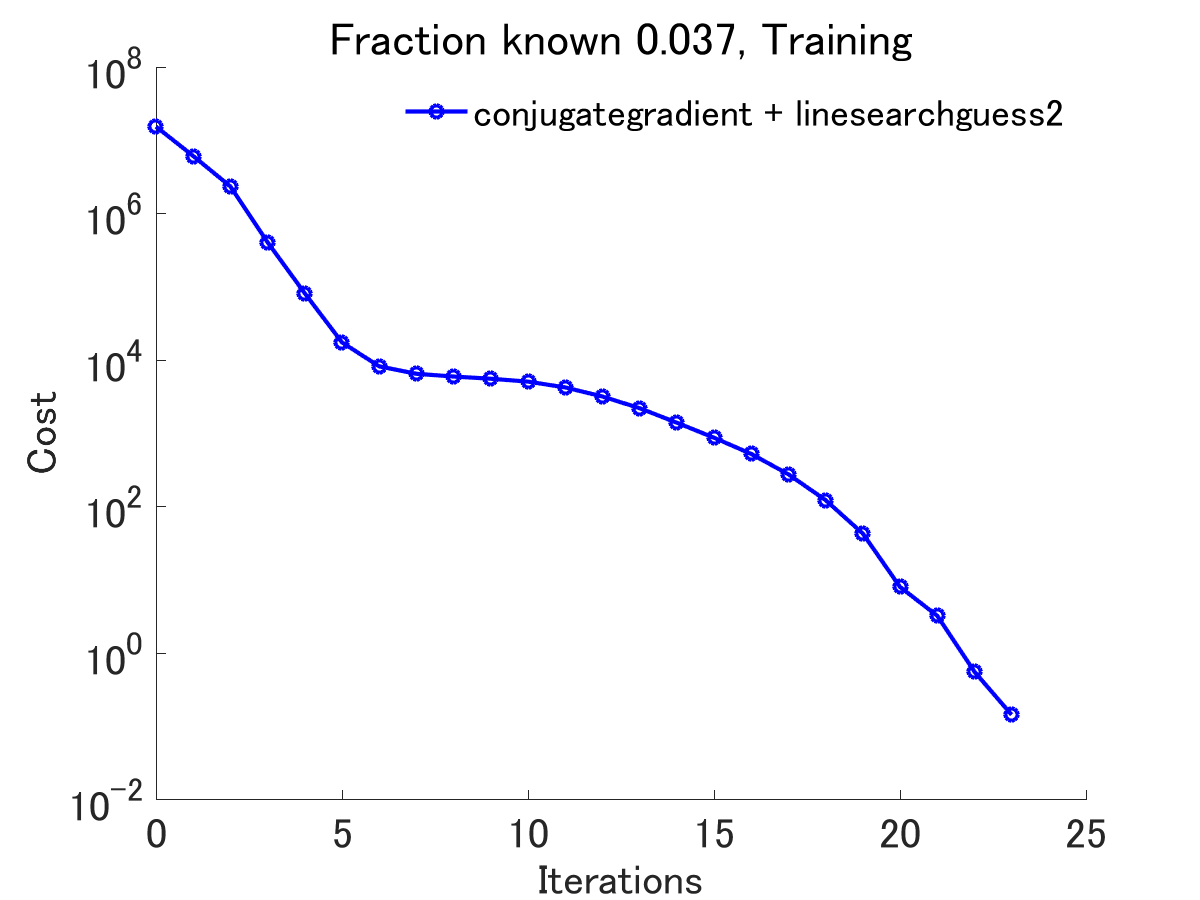 Fraction known 0.037, Training
conjugategradient + linesearchguess2
10^8
10^6
10^4
10^2
10^0
10^-2
Cost
0 5 10 15 20 25
Iterations